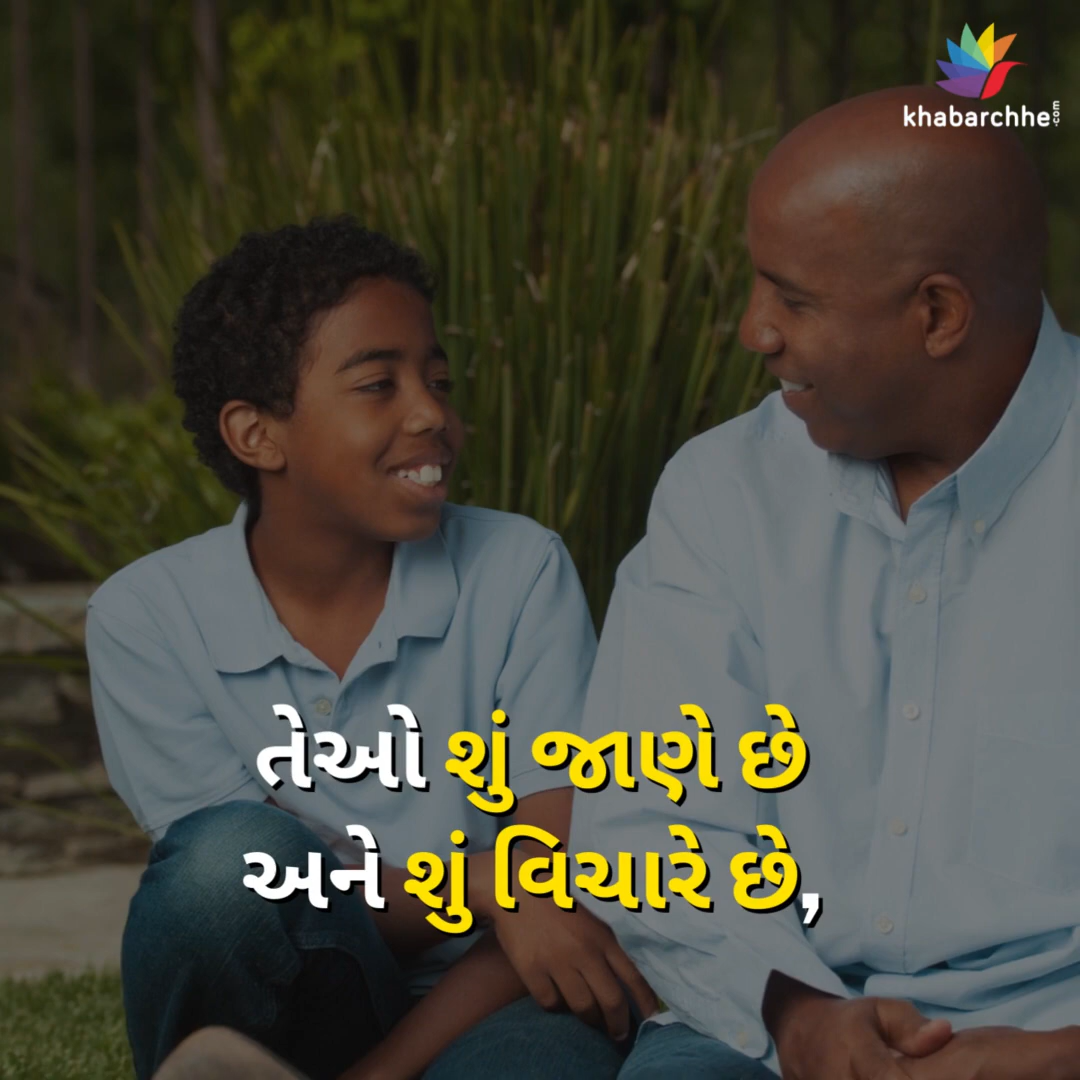 khabarchhe.com
તેઓ શું જાણે છે
અને શું વિચારે છે,